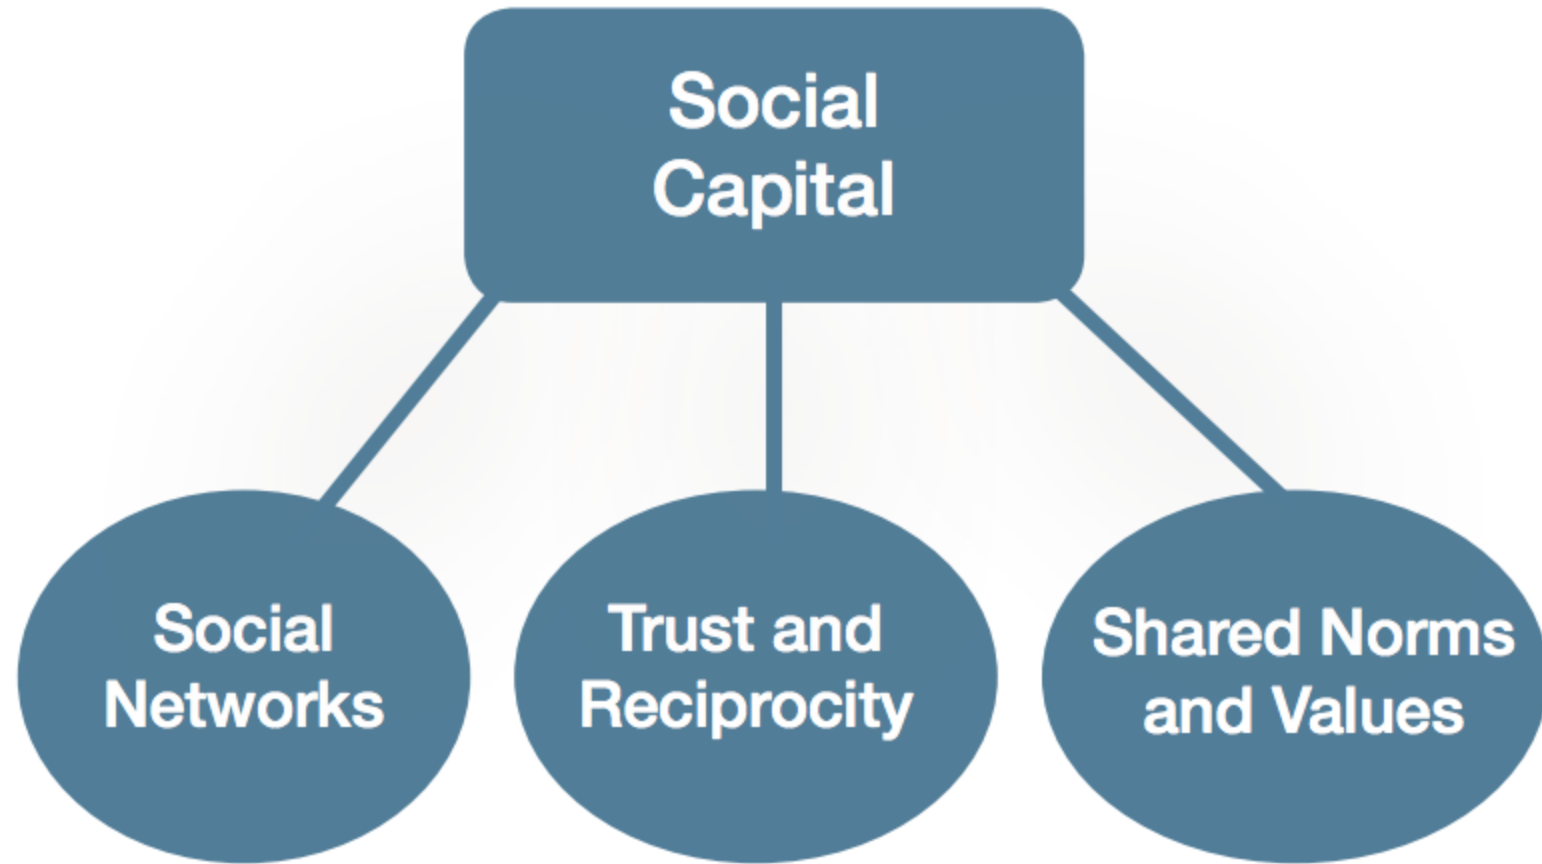 Social
Capital
Social
Networks
Trust and
Reciprocity
Shared Norms
and Values